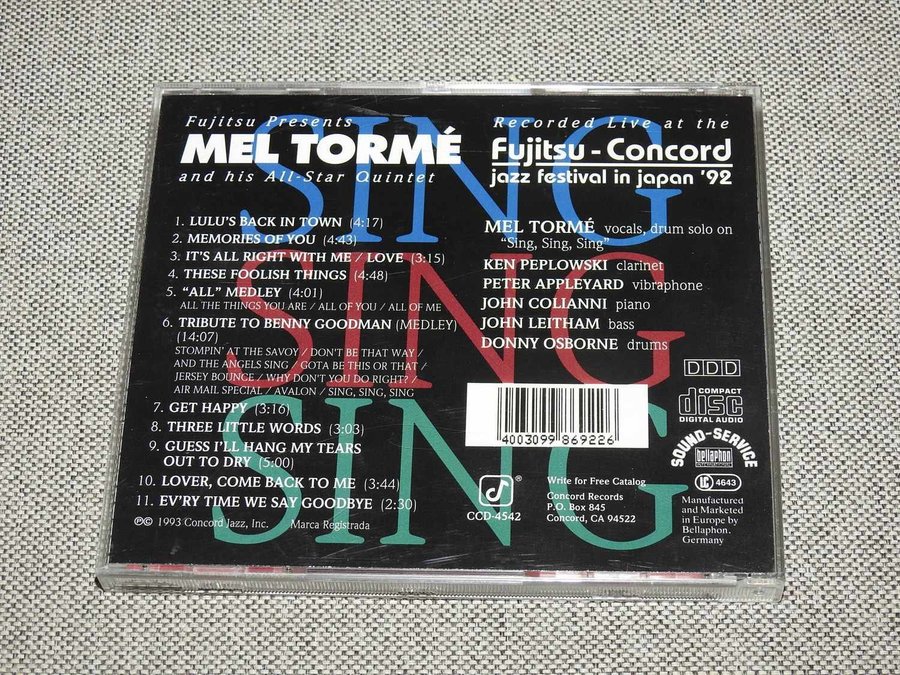 SING
SING
SING
Fujitsu Presents
MEL TORMÉ
and his All-Star Quintet
1. LULU'S BACK IN TOWN (4:17)
2. MEMORIES OF YOU (4:43)
3. IT'S ALL RIGHT WITH ME / LOVE (3:15)
4. THESE FOOLISH THINGS (4:48)
5. "ALL" MEDLEY (4:01)
ALL THE THINGS YOU ARE / ALL OF YOU / ALL OF ME
6. TRIBUTE TO BENNY GOODMAN (MEDLEY)
(14:07)
STOMPIN' AT THE SAVOY / DON'T BE THAT WAY /
AND THE ANGELS SING / GOTA BE THIS OR THAT /
JERSEY BOUNCE / WHY DON'T YOU DO RIGHT? /
AIR MAIL SPECIAL / AVALON / SING, SING, SING
7. GET HAPPY (3:16)
8. THREE LITTLE WORDS (3:03)
9. GUESS I'LL HANG MY TEARS
OUT TO DRY (5:00)
10. LOVER, COME BACK TO ME (3:44)
11. EV'RY TIME WE SAY GOODBYE (2:30)
℗© 1993 Concord Jazz, Inc. Marca Registrada
Recorded Live at the
Fujitsu - Concord
jazz festival in japan '92
MEL TORMÉ vocals, drum solo on
"Sing, Sing, Sing"
KEN PEPLOWSKI clarinet
PETER APPLEYARD vibraphone
JOHN COLIANNI piano
JOHN LEITHAM bass
DONNY OSBORNE drums
4003099 869226
DDD
COMPACT
disc
DIGITAL AUDIO
SOUND-SERVICE
bellaphon
LC 4643
Manufactured
and Marketed
in Europe by
Bellaphon,
Germany
®
CCD-4542
Write for Free Catalog
Concord Records
P.O. Box 845
Concord, CA 94522